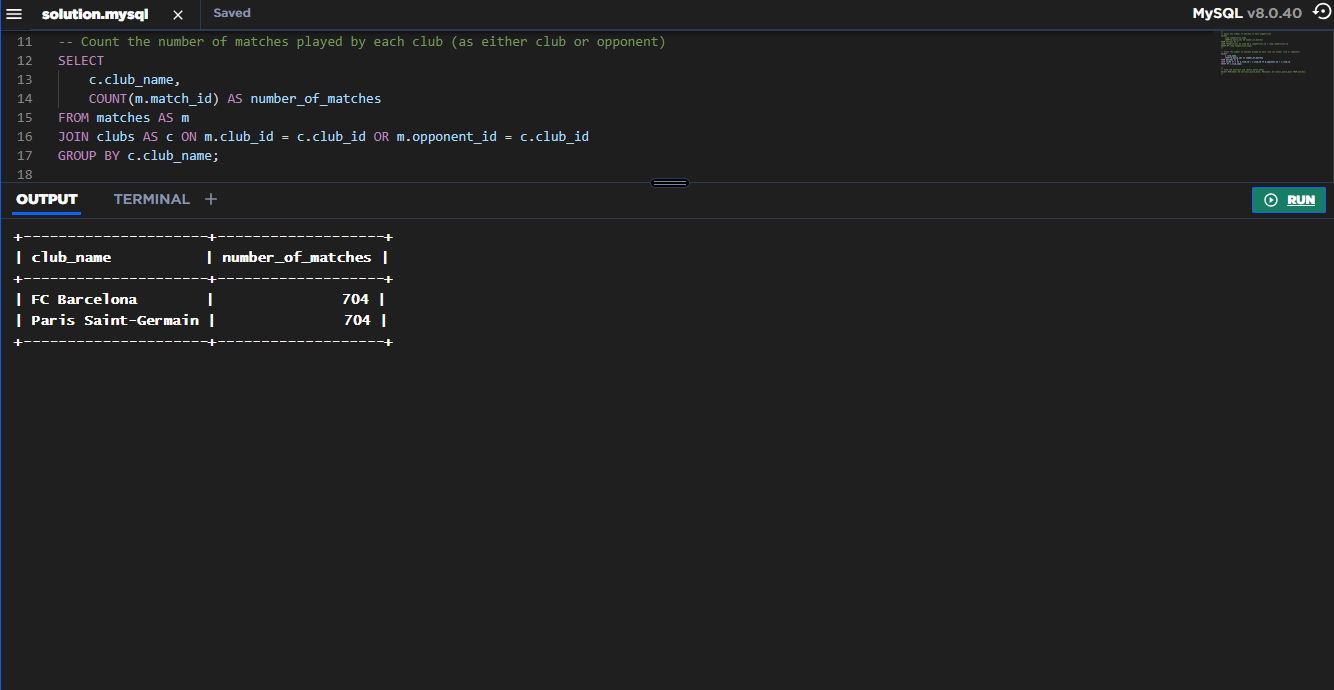 solution.mysql Saved MySQL v8.0.40
11 -- Count the number of matches played by each club (as either club or opponent)
12 SELECT
13     c.club_name,
14     COUNT(m.match_id) AS number_of_matches
15 FROM matches AS m
16 JOIN clubs AS c ON m.club_id = c.club_id OR m.opponent_id = c.club_id
17 GROUP BY c.club_name;
18
OUTPUT TERMINAL + RUN
+---------------------+-------------------+
| club_name           | number_of_matches |
+---------------------+-------------------+
| FC Barcelona        |               704 |
| Paris Saint-Germain |               704 |
+---------------------+-------------------+